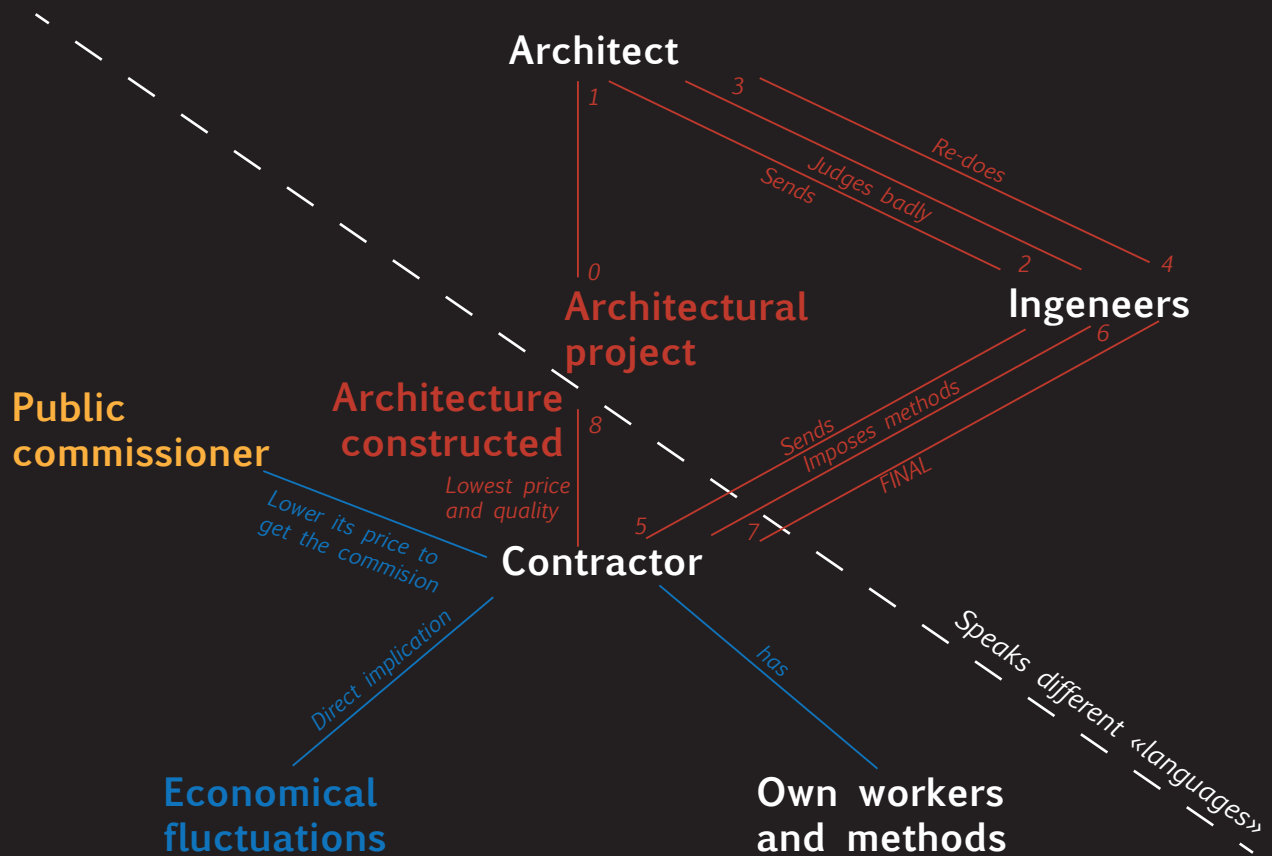 Architect
1
3
Re-does
Judges badly
Sends
0
2
4
Architectural
project
Ingeneers
6
Public
commissioner
Architecture
constructed
8
Lowest price
and quality
Sends
Imposes methods
FINAL
5
7
Lower its price to
get the commision
Contractor
Direct implication
has
Speaks different «languages»
Economical
fluctuations
Own workers
and methods